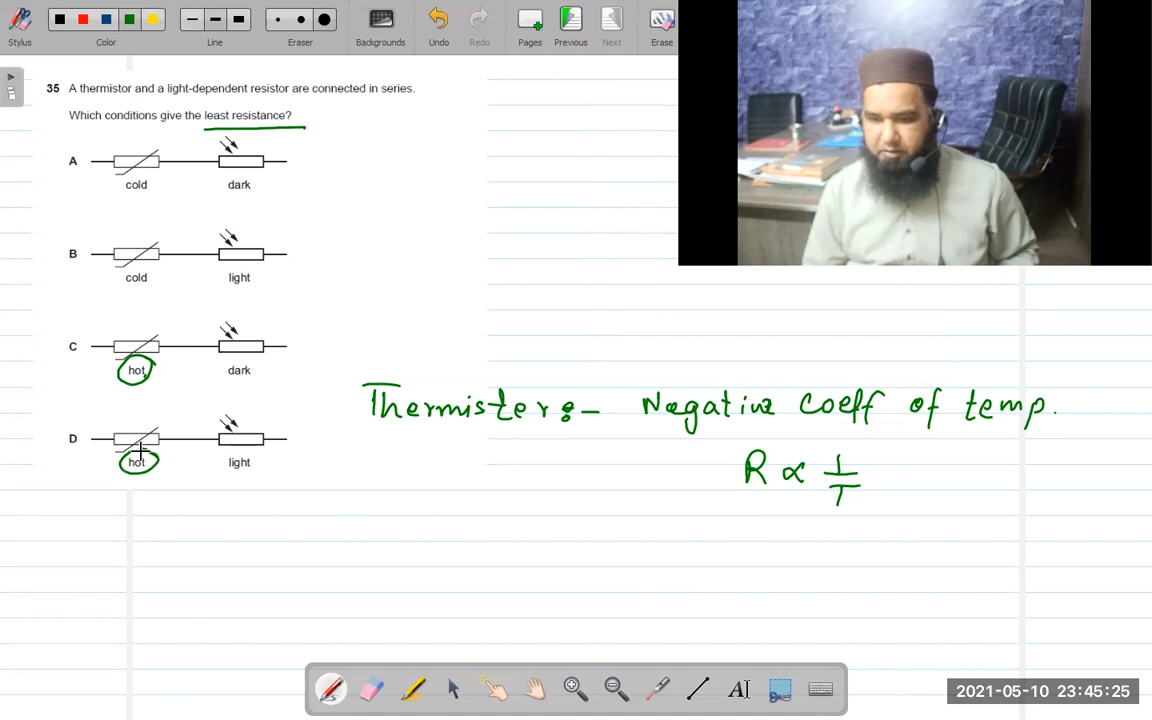 Stylus
Color
Line
Eraser
Backgrounds
Undo
Redo
Pages
Previous
Next
Erase
35 A thermistor and a light-dependent resistor are connected in series.
Which conditions give the least resistance?
A
cold dark
B
cold light
C
hot dark
D
hot light
Thermister :- Negative coeff of temp.
R ∝ 1/T
A
2021-05-10 23:45:25